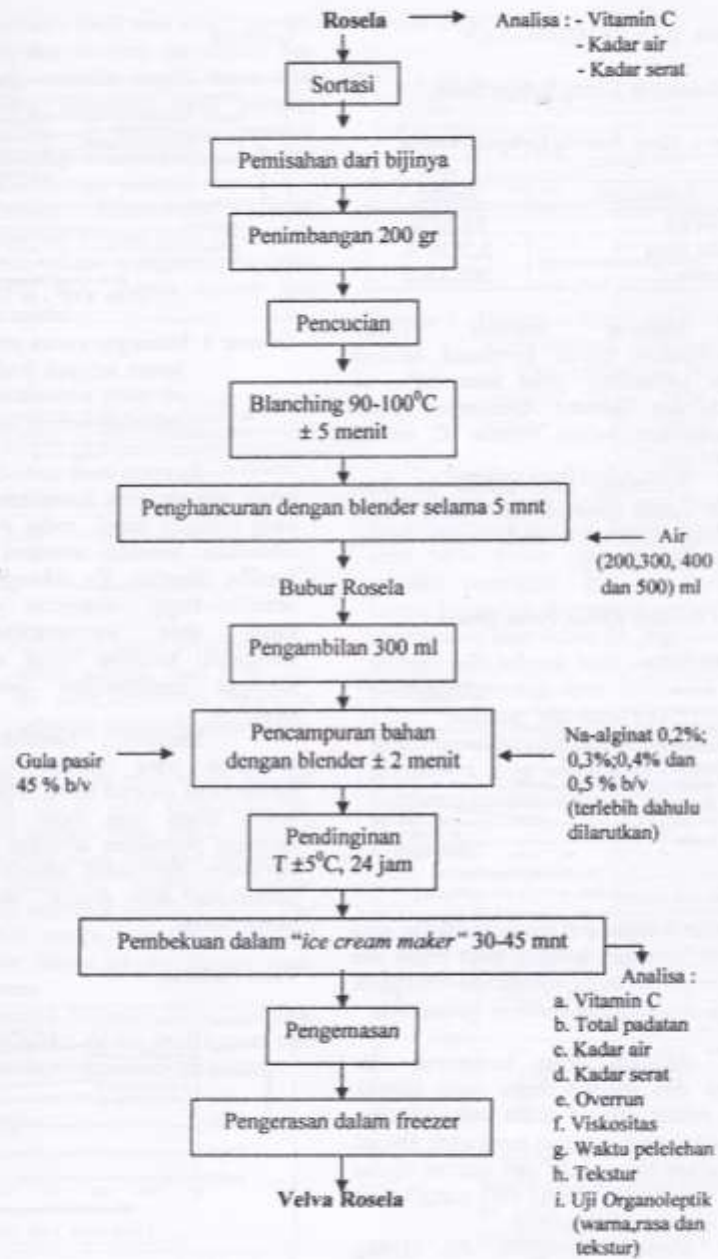 Rosela
Analisa : - Vitamin C
- Kadar air
- Kadar serat
Sortasi
Pemisahan dari bijinya
Penimbangan 200 gr
Pencucian
Blanching 90-100⁰C
± 5 menit
Penghancuran dengan blender selama 5 mnt
Air
(200,300, 400
dan 500) ml
Bubur Rosela
Pengambilan 300 ml
Pencampuran bahan
dengan blender ± 2 menit
Gula pasir
45 % b/v
Na-alginat 0,2%;
0,3%;0,4% dan
0,5 % b/v
(terlebih dahulu
dilarutkan)
Pendinginan
T ±5⁰C, 24 jam
Pembekuan dalam "ice cream maker" 30-45 mnt
Analisa :
a. Vitamin C
b. Total padatan
c. Kadar air
d. Kadar serat
e. Overrun
f. Viskositas
g. Waktu pelelehan
h. Tekstur
i. Uji Organoleptik
(warna,rasa dan
tekstur)
Pengemasan
Pengerasan dalam freezer
Velva Rosela